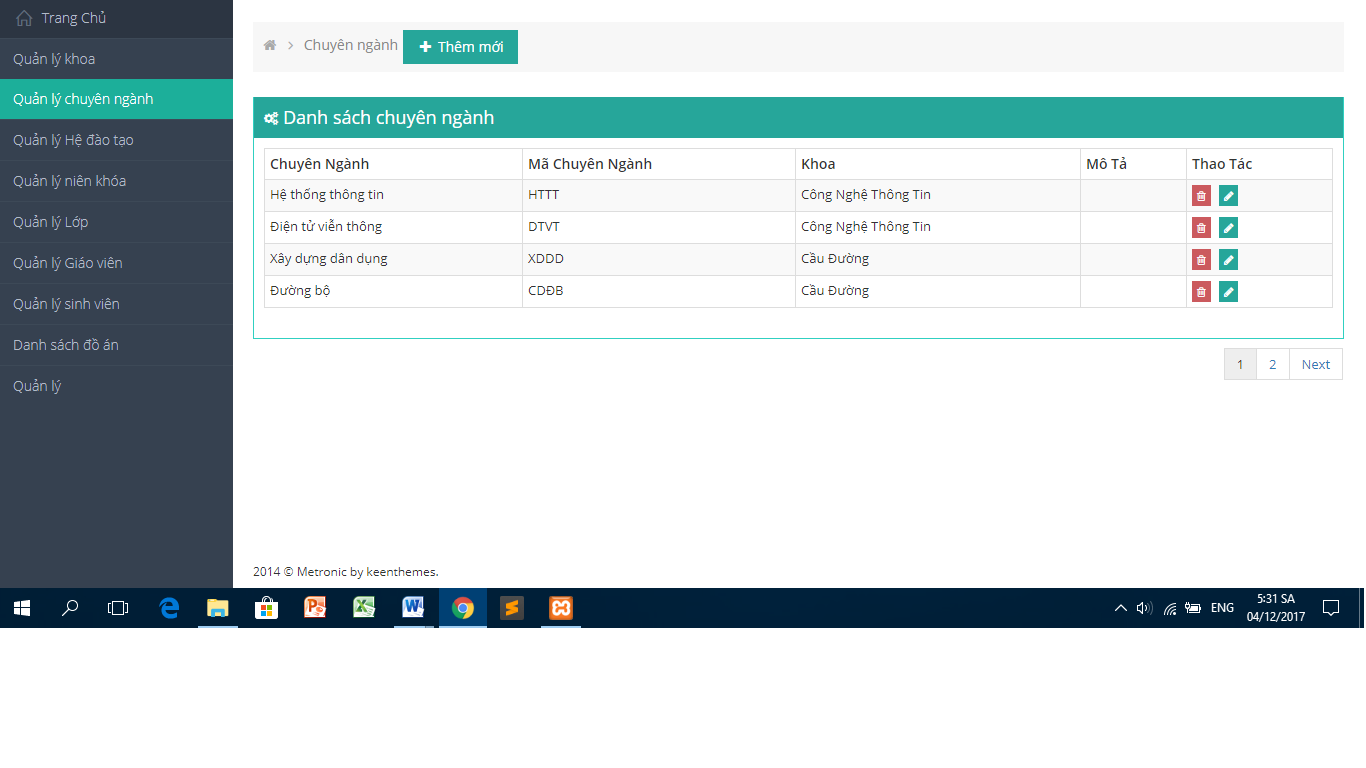 Trang Chủ
Quản lý khoa
Quản lý chuyên ngành
Quản lý Hệ đào tạo
Quản lý niên khóa
Quản lý Lớp
Quản lý Giáo viên
Quản lý sinh viên
Danh sách đồ án
Quản lý
Chuyên ngành Thêm mới
Danh sách chuyên ngành
Chuyên Ngành Mã Chuyên Ngành Khoa Mô Tả Thao Tác
Hệ thống thông tin HTTT Công Nghệ Thông Tin
Điện tử viễn thông DTVT Công Nghệ Thông Tin
Xây dựng dân dụng XDDD Cầu Đường
Đường bộ CDĐB Cầu Đường
1 2 Next
2014 © Metronic by keenthemes.
ENG
5:31 SA
04/12/2017